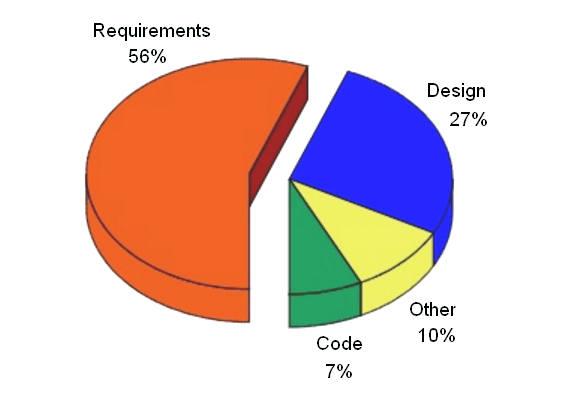 Requirements
56%
Design
27%
Other
10%
Code
7%